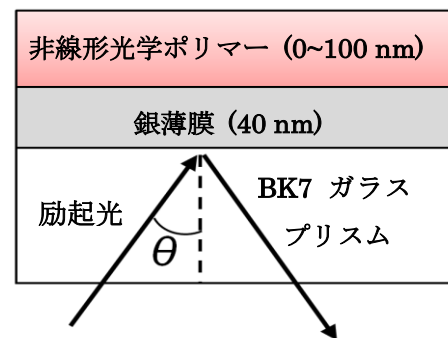 非線形光学ポリマー (0~100 nm)
銀薄膜 (40 nm)
励起光
θ
BK7 ガラス
プリズム